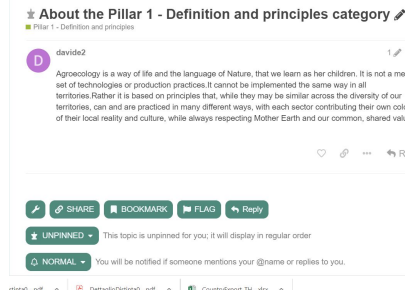 About the Pillar 1 - Definition and principles category
Pillar 1 - Definition and principles
davide2
1
D
Agroecology is a way of life and the language of Nature, that we learn as her children. It is not a me
set of technologies or production practices.It cannot be implemented the same way in all
territories.Rather it is based on principles that, while they may be similar across the diversity of our
territories, can and are practiced in many different ways, with each sector contributing their own colo
of their local reality and culture, while always respecting Mother Earth and our common, shared valu
R
SHARE
BOOKMARK
FLAG
Reply
UNPINNED
This topic is unpinned for you; it will display in regular order
NORMAL
You will be notified if someone mentions your @name or replies to you.